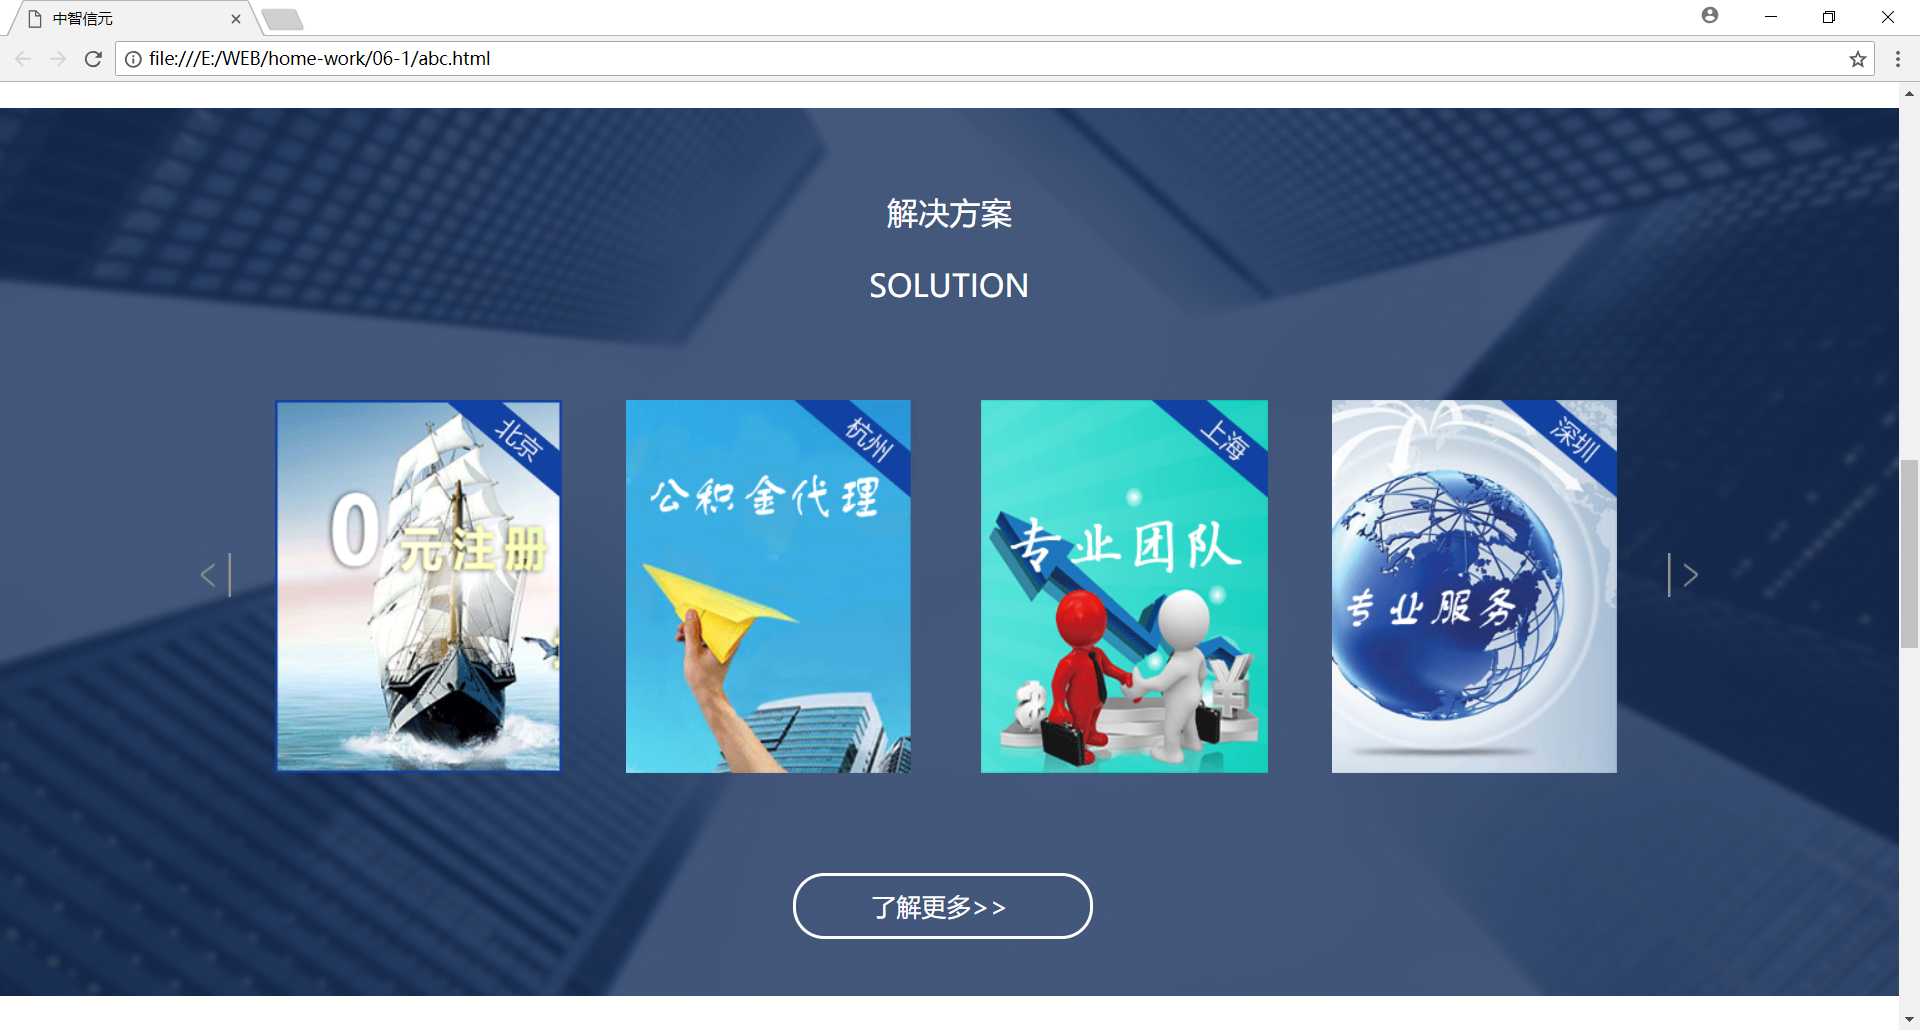 中智信元
file:///E:/WEB/home-work/06-1/abc.html
解决方案
SOLUTION
北京
0元注册
杭州
公积金代理
上海
专业团队
深圳
专业服务
<
>
了解更多>>